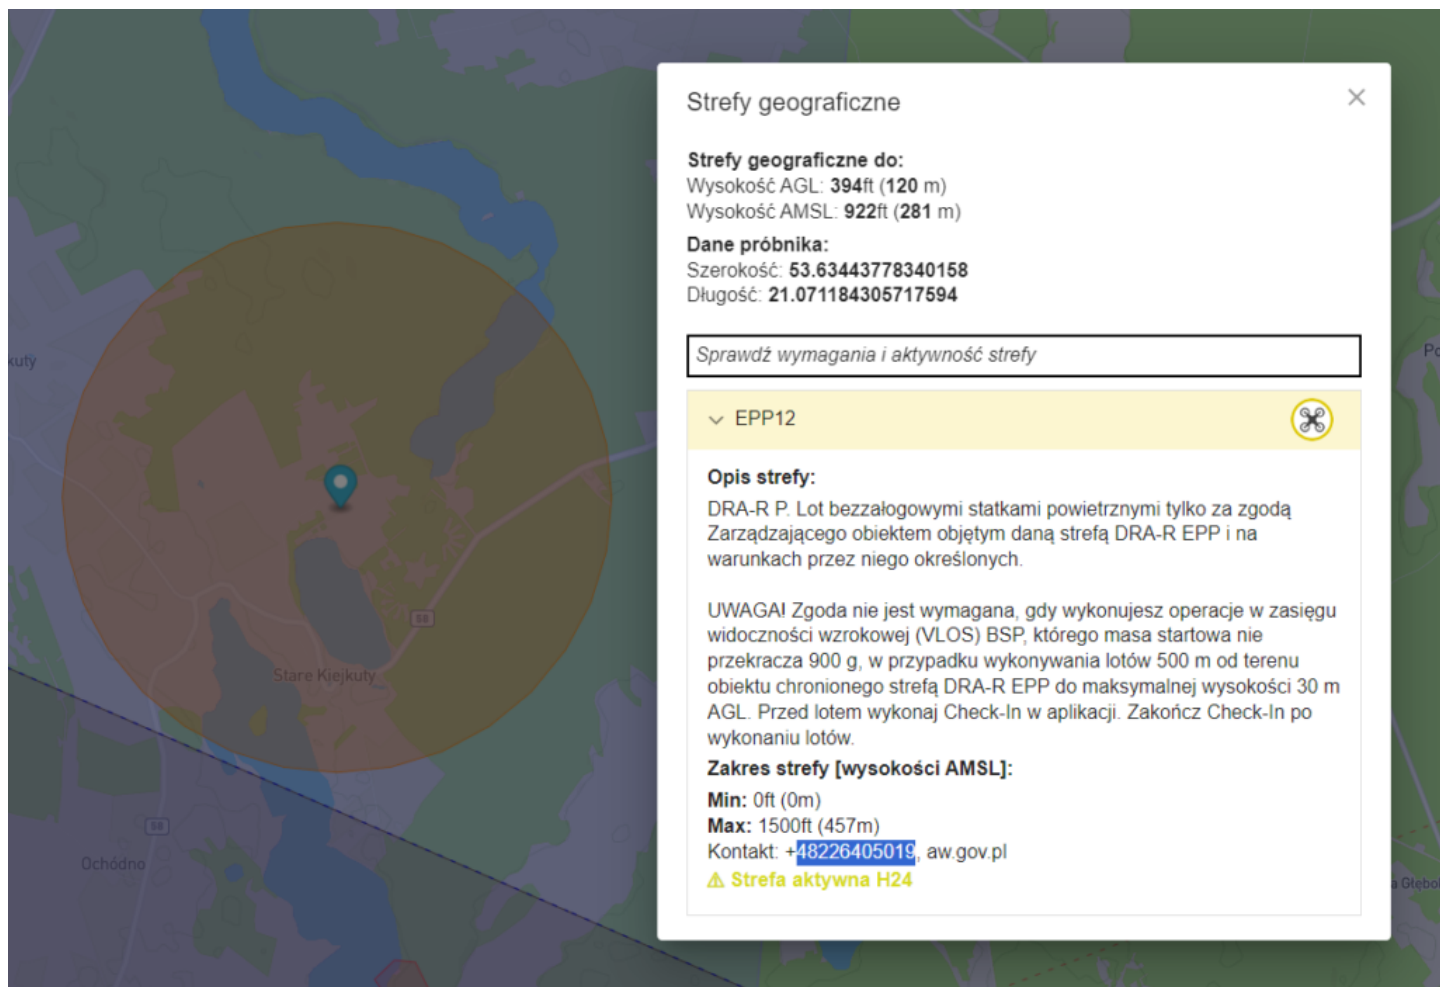 Strefy geograficzne
Strefy geograficzne do:
Wysokość AGL: 394ft (120 m)
Wysokość AMSL: 922ft (281 m)
Dane próbnika:
Szerokość: 53.63443778340158
Długość: 21.071184305717594
Sprawdź wymagania i aktywność strefy
EPP12
Opis strefy:
DRA-R P. Lot bezzałogowymi statkami powietrznymi tylko za zgodą
Zarządzającego obiektem objętym daną strefą DRA-R EPP i na
warunkach przez niego określonych.
UWAGA! Zgoda nie jest wymagana, gdy wykonujesz operacje w zasięgu
widoczności wzrokowej (VLOS) BSP, którego masa startowa nie
przekracza 900 g, w przypadku wykonywania lotów 500 m od terenu
obiektu chronionego strefą DRA-R EPP do maksymalnej wysokości 30 m
AGL. Przed lotem wykonaj Check-In w aplikacji. Zakończ Check-In po
wykonaniu lotów.
Zakres strefy [wysokości AMSL]:
Min: 0ft (0m)
Max: 1500ft (457m)
Kontakt: +48226405019, aw.gov.pl
Strefa aktywna H24
kuty
58
Stare Kiejkuty
58
Ochódno
Po
a Głębo